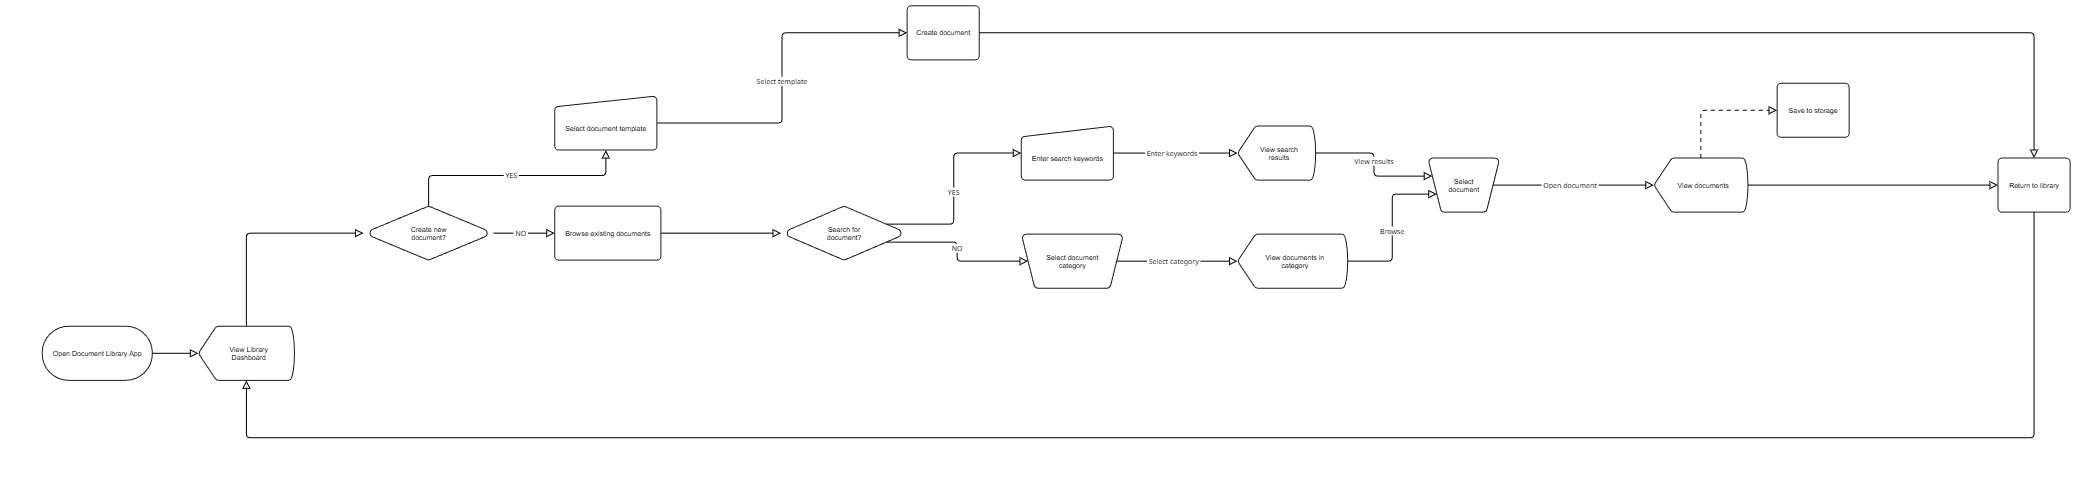 Create document
Select template
Select document template
YES
Create new
document?
NO
Browse existing documents
Search for
document?
YES
NO
Enter search keywords
Enter keywords
View search
results
View results
Select document
category
Select category
View documents in
category
Browse
Select
document
Open document
View documents
Save to storage
Return to library
Open Document Library App
View Library
Dashboard